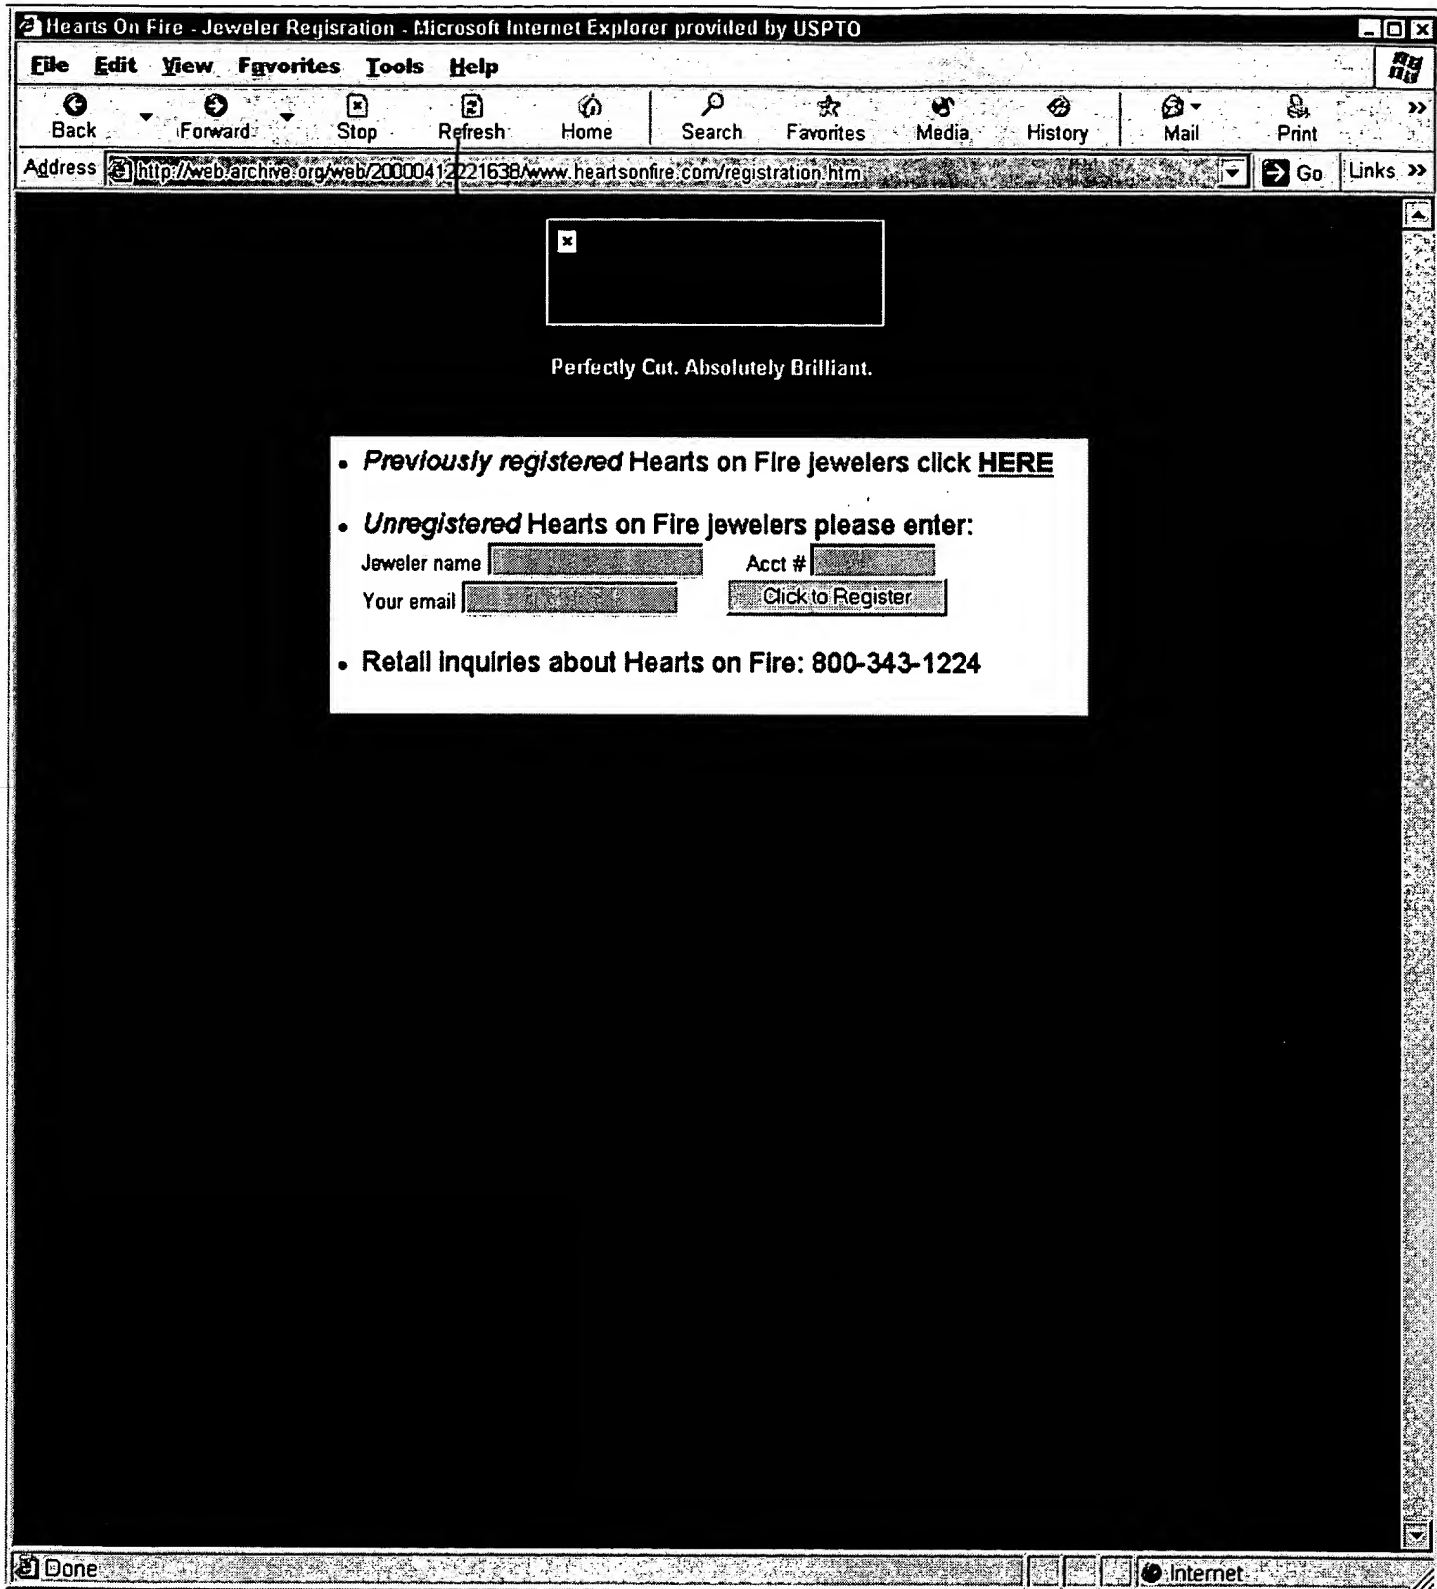 Hearts On Fire - Jeweler Regisration - Microsoft Internet Explorer provided by USPTO
File Edit View Favorites Tools Help
Back Forward Stop Refresh Home Search Favorites Media History Mail Print »
Address http://web.archive.org/web/20000412221638/www.heartsonfire.com/registration.htm Go Links »
Perfectly Cut. Absolutely Brilliant.
• Previously registered Hearts on Fire jewelers click HERE
• Unregistered Hearts on Fire jewelers please enter:
Jeweler name Acct #
Your email Click to Register
• Retail inquiries about Hearts on Fire: 800-343-1224
Done Internet